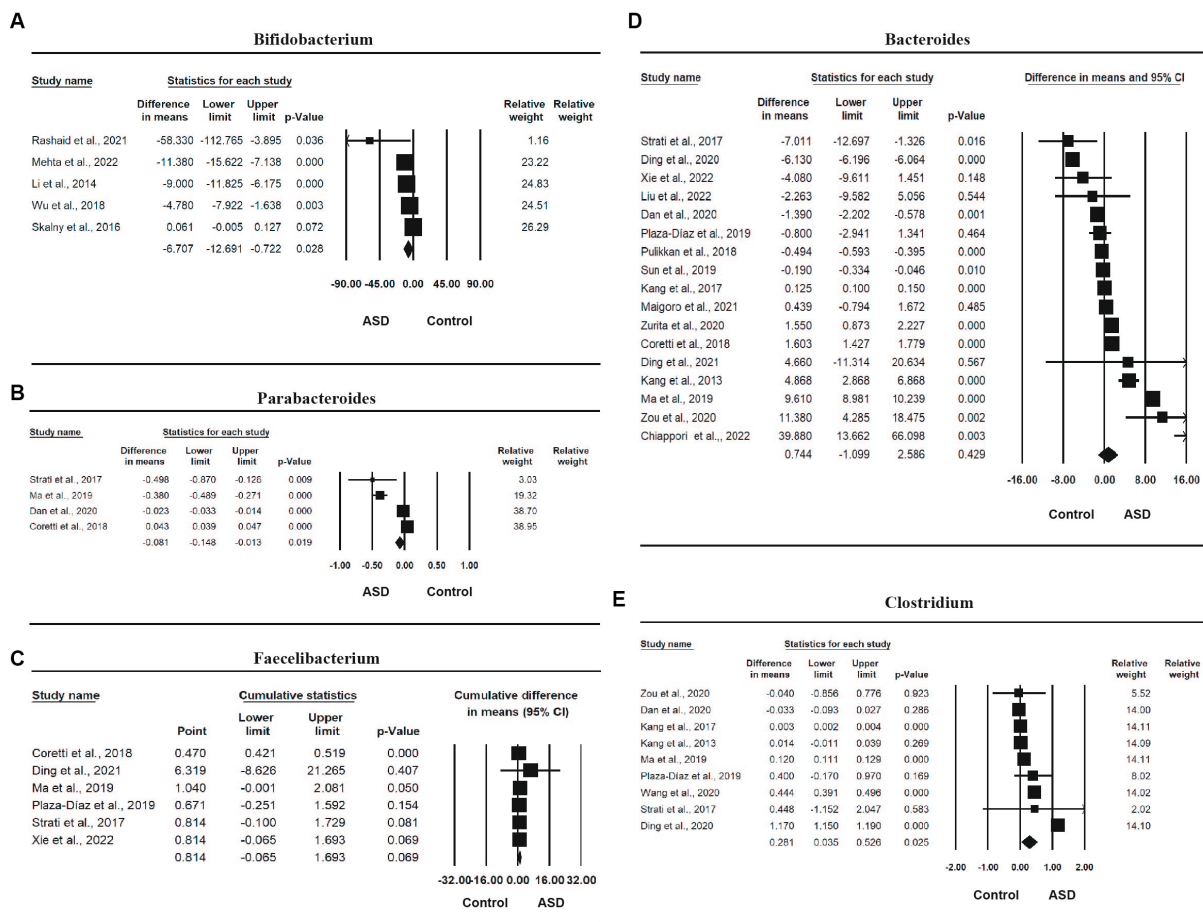 A
Bifidobacterium
Study name Statistics for each study
Difference in means Lower limit Upper limit p-Value Relative weight Relative weight
Rashaid et al., 2021 -58.330 -112.765 -3.895 0.036 1.16
Mehta et al., 2022 -11.380 -15.622 -7.138 0.000 23.22
Li et al., 2014 -9.000 -11.825 -6.175 0.000 24.83
Wu et al., 2018 -4.780 -7.922 -1.638 0.003 24.51
Skalny et al., 2016 0.061 -0.005 0.127 0.072 26.29
-6.707 -12.691 -0.722 0.028
-90.00 -45.00 0.00 45.00 90.00
ASD Control
B
Parabacteroides
Study name Statistics for each study
Difference in means Lower limit Upper limit p-Value Relative weight Relative weight
Strati et al., 2017 -0.498 -0.870 -0.126 0.009 3.03
Ma et al., 2019 -0.380 -0.489 -0.271 0.000 19.32
Dan et al., 2020 -0.023 -0.033 -0.014 0.000 38.70
Coretti et al., 2018 0.043 0.039 0.047 0.000 38.95
-0.081 -0.148 -0.013 0.019
-1.00 -0.50 0.00 0.50 1.00
ASD Control
C
Faecelibacterium
Study name Cumulative statistics Cumulative difference in means (95% CI)
Point Lower limit Upper limit p-Value
Coretti et al., 2018 0.470 0.421 0.519 0.000
Ding et al., 2021 6.319 -8.626 21.265 0.407
Ma et al., 2019 1.040 -0.001 2.081 0.050
Plaza-Díaz et al., 2019 0.671 -0.251 1.592 0.154
Strati et al., 2017 0.814 -0.100 1.729 0.081
Xie et al., 2022 0.814 -0.065 1.693 0.069
0.814 -0.065 1.693 0.069
-32.00 -16.00 0.00 16.00 32.00
Control ASD
D
Bacteroides
Study name Statistics for each study Difference in means and 95% CI
Difference in means Lower limit Upper limit p-Value
Strati et al., 2017 -7.011 -12.697 -1.326 0.016
Ding et al., 2020 -6.130 -6.196 -6.064 0.000
Xie et al., 2022 -4.080 -9.611 1.451 0.148
Liu et al., 2022 -2.263 -9.582 5.056 0.544
Dan et al., 2020 -1.390 -2.202 -0.578 0.001
Plaza-Díaz et al., 2019 -0.800 -2.941 1.341 0.464
Pulikkan et al., 2018 -0.494 -0.593 -0.395 0.000
Sun et al., 2019 -0.190 -0.334 -0.046 0.010
Kang et al., 2017 0.125 0.100 0.150 0.000
Maigoro et al., 2021 0.439 -0.794 1.672 0.485
Zurita et al., 2020 1.550 0.873 2.227 0.000
Coretti et al., 2018 1.603 1.427 1.779 0.000
Ding et al., 2021 4.660 -11.314 20.634 0.567
Kang et al., 2013 4.868 2.868 6.868 0.000
Ma et al., 2019 9.610 8.981 10.239 0.000
Zou et al., 2020 11.380 4.285 18.475 0.002
Chiappori et al.,, 2022 39.880 13.662 66.098 0.003
0.744 -1.099 2.586 0.429
-16.00 -8.00 0.00 8.00 16.00
Control ASD
E
Clostridium
Study name Statistics for each study
Difference in means Lower limit Upper limit p-Value Relative weight Relative weight
Zou et al., 2020 -0.040 -0.856 0.776 0.923 5.52
Dan et al., 2020 -0.033 -0.093 0.027 0.286 14.00
Kang et al., 2017 0.003 0.002 0.004 0.000 14.11
Kang et al., 2013 0.014 -0.011 0.039 0.269 14.09
Ma et al., 2019 0.120 0.111 0.129 0.000 14.11
Plaza-Díaz et al., 2019 0.400 -0.170 0.970 0.169 8.02
Wang et al., 2020 0.444 0.391 0.496 0.000 14.02
Strati et al., 2017 0.448 -1.152 2.047 0.583 2.02
Ding et al., 2020 1.170 1.150 1.190 0.000 14.10
0.281 0.035 0.526 0.025
-2.00 -1.00 0.00 1.00 2.00
Control ASD